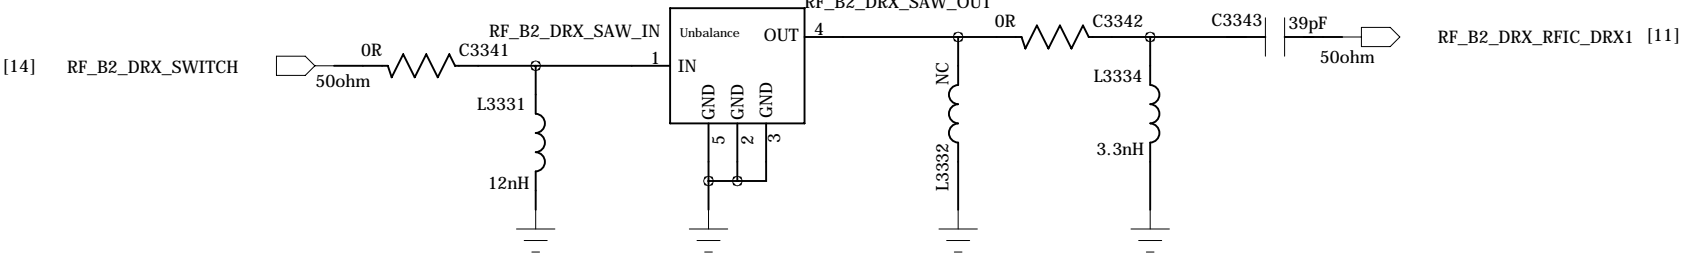 RF_B2_DRX_SAW_OUT
0R
C3342
C3343
39pF
RF_B2_DRX_SAW_IN
Unbalance
OUT
4
RF_B2_DRX_RFIC_DRX1
[11]
0R
C3341
1
IN
50ohm
[14]
RF_B2_DRX_SWITCH
50ohm
NC
L3334
L3331
GND
GND
GND
5
2
3
3.3nH
L3332
12nH